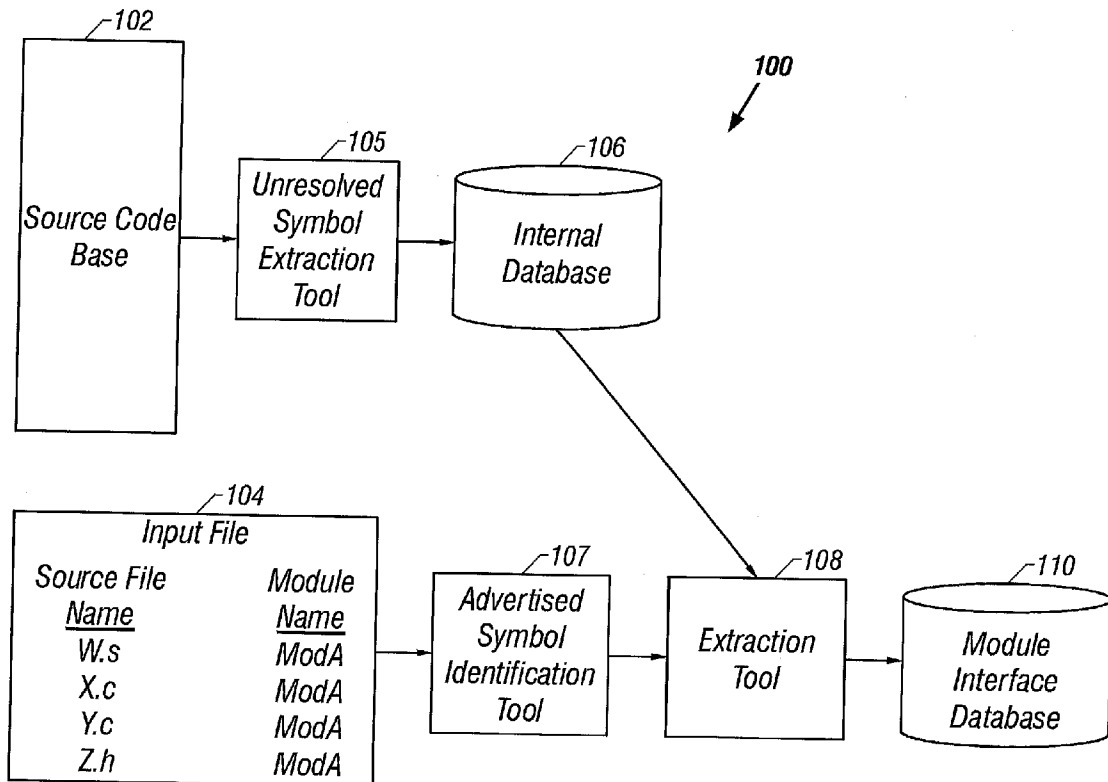 102
100
105
106
Source Code
Base
Unresolved
Symbol
Extraction
Tool
Internal
Database
104
Input File
Source File
Name
Module
Name
W.s ModA
X.c ModA
Y.c ModA
Z.h ModA
107
Advertised
Symbol
Identification
Tool
108
Extraction
Tool
110
Module
Interface
Database